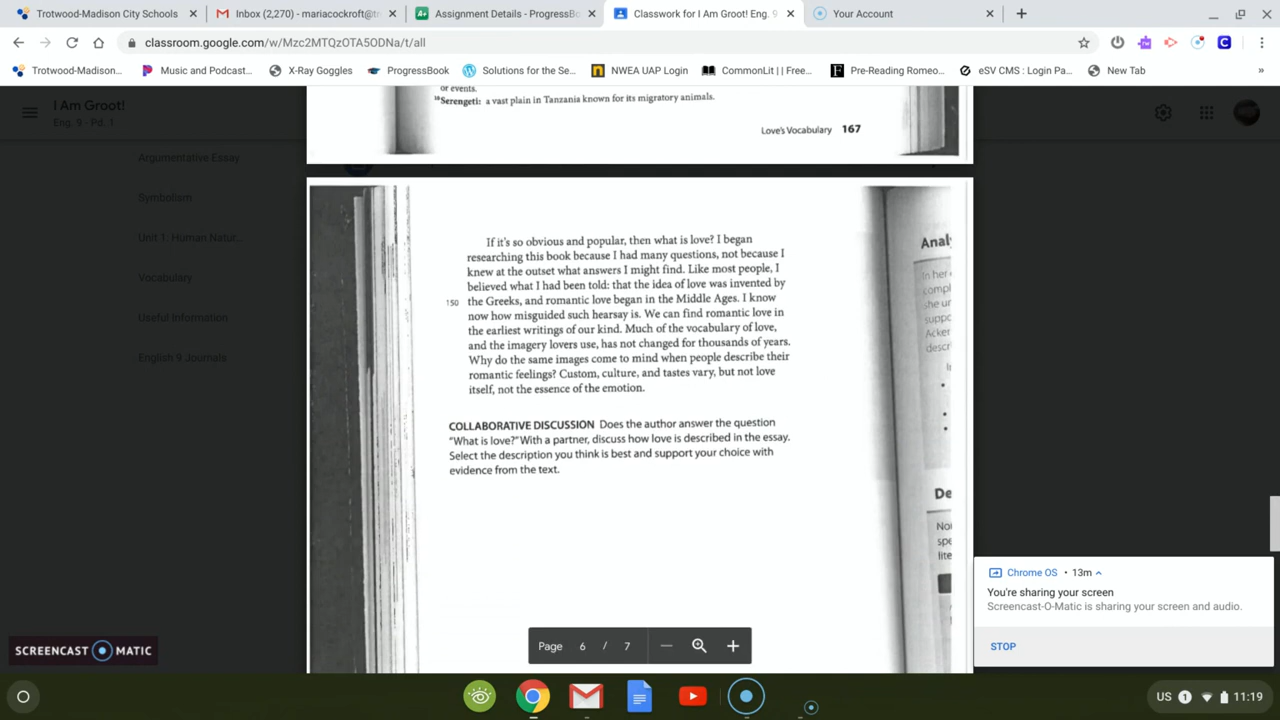 Trotwood-Madison City Schools
Inbox (2,270) - mariacockroft@t
Assignment Details - ProgressBo
Classwork for I Am Groot! Eng. 9
Your Account
classroom.google.com/w/Mzc2MTQzOTA5ODNa/t/all
Trotwood-Madison...
Music and Podcast...
X-Ray Goggles
ProgressBook
Solutions for the Se...
NWEA UAP Login
CommonLit | | Free...
Pre-Reading Romeo...
eSV CMS : Login Pa...
New Tab
I Am Groot!
Eng. 9 - Pd. .1
Argumentative Essay
Symbolism
Unit 1: Human Natur...
Vocabulary
Useful Information
English 9 Journals
or events.
Serengeti: a vast plain in Tanzania known for its migratory animals.
Love's Vocabulary 167
If it's so obvious and popular, then what is love? I began
researching this book because I had many questions, not because I
knew at the outset what answers I might find. Like most people, I
believed what I had been told: that the idea of love was invented by
150 the Greeks, and romantic love began in the Middle Ages. I know
now how misguided such hearsay is. We can find romantic love in
the earliest writings of our kind. Much of the vocabulary of love,
and the imagery lovers use, has not changed for thousands of years.
Why do the same images come to mind when people describe their
romantic feelings? Custom, culture, and tastes vary, but not love
itself, not the essence of the emotion.
COLLABORATIVE DISCUSSION Does the author answer the question
"What is love?" With a partner, discuss how love is described in the essay.
Select the description you think is best and support your choice with
evidence from the text.
Anal
In her
compl
she ur
suppo
Acker
descr
De
Not
spe
lite
Chrome OS • 13m
You're sharing your screen
Screencast-O-Matic is sharing your screen and audio.
STOP
Page 6 / 7
SCREENCAST MATIC
US 1 11:19